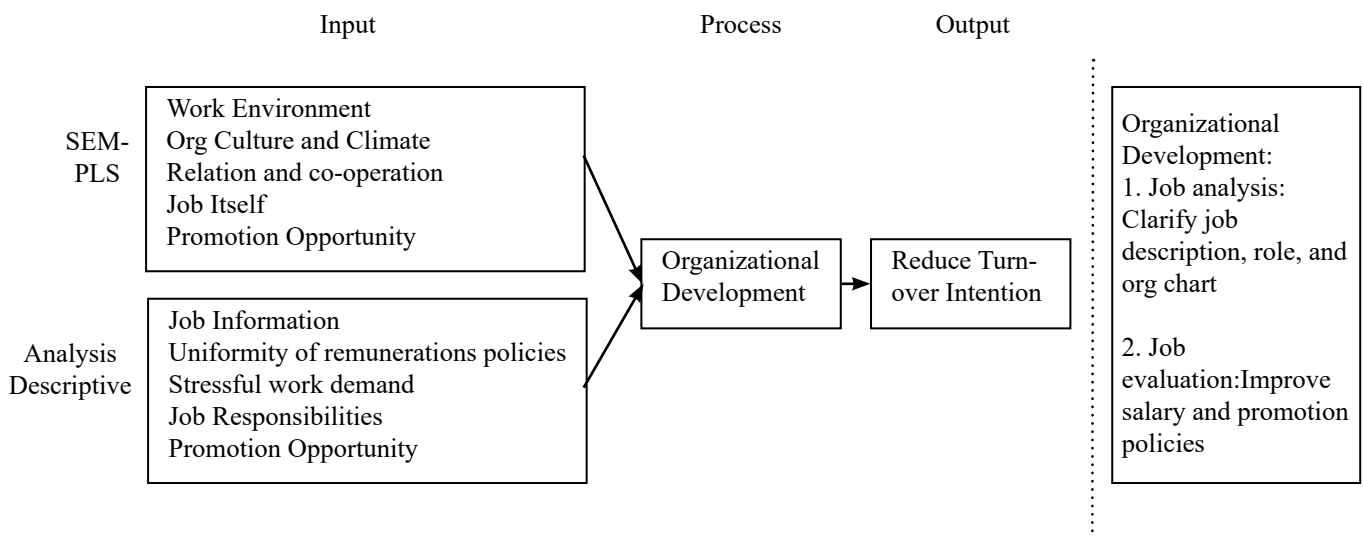 Input
Process
Output
SEM-
PLS
Work Environment
Org Culture and Climate
Relation and co-operation
Job Itself
Promotion Opportunity
Analysis
Descriptive
Job Information
Uniformity of remunerations policies
Stressful work demand
Job Responsibilities
Promotion Opportunity
Organizational
Development
Reduce Turn-
over Intention
Organizational
Development:
1. Job analysis:
Clarify job
description, role, and
org chart
2. Job
evaluation:Improve
salary and promotion
policies